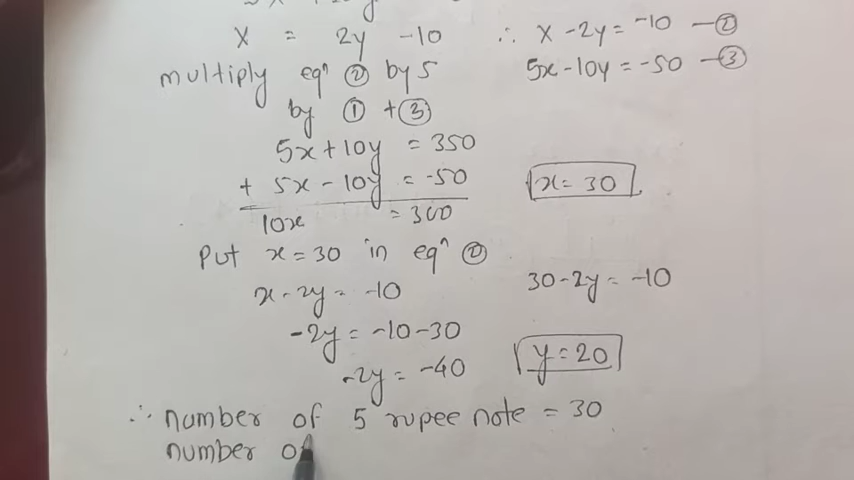 x = 2y -10 ∴ x -2y = -10 —②
multiply eqⁿ ② by 5 5x -10y = -50 —③
by ① + ③
5x + 10y = 350
+ 5x - 10y = -50 x = 30
10x = 300
Put x = 30 in eqⁿ ②
x - 2y = -10 30 - 2y = -10
-2y = -10 -30
-2y = -40 y = 20
∴ number of 5 rupee note = 30
number of